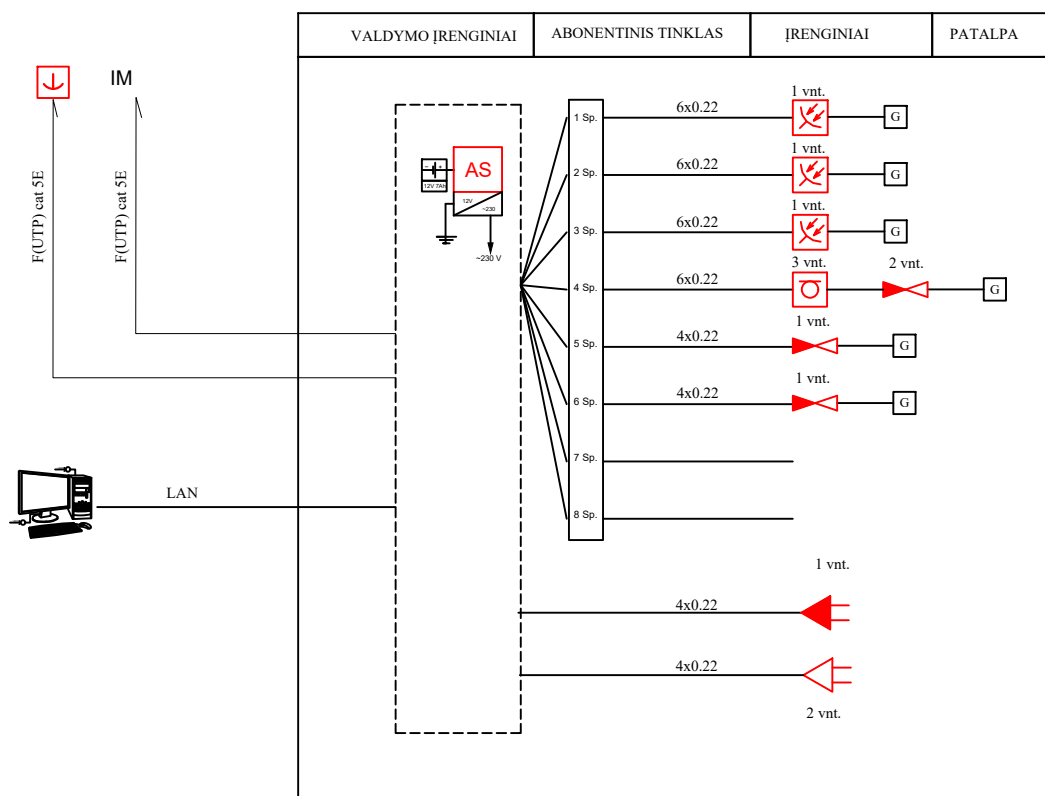 VALDYMO ĮRENGINIAI
ABONENTINIS TINKLAS
ĮRENGINIAI
PATALPA
IM
F(UTP) cat 5E
F(UTP) cat 5E
LAN
AS
- +
12V 7Ah
12V
~230
~230 V
1 Sp.
6x0.22
1 vnt.
G
2 Sp.
6x0.22
1 vnt.
G
3 Sp.
6x0.22
1 vnt.
G
4 Sp.
6x0.22
3 vnt.
2 vnt.
G
5 Sp.
4x0.22
1 vnt.
G
6 Sp.
4x0.22
1 vnt.
G
7 Sp.
8 Sp.
1 vnt.
4x0.22
4x0.22
2 vnt.